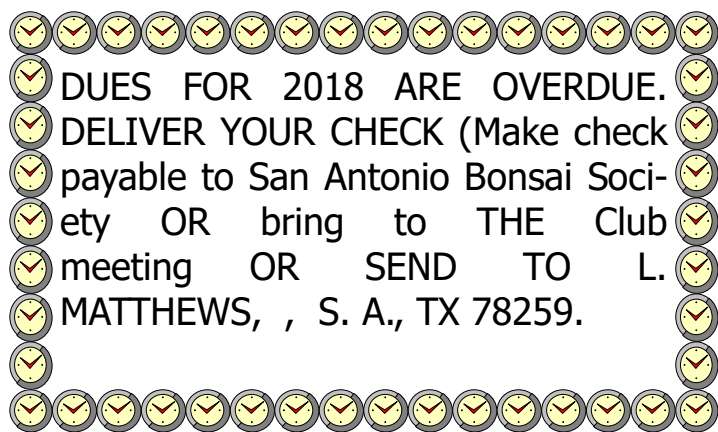 DUES FOR 2018 ARE OVERDUE.
DELIVER YOUR CHECK (Make check
payable to San Antonio Bonsai Soci-
ety OR bring to THE Club
meeting OR SEND TO L.
MATTHEWS, , S. A., TX 78259.